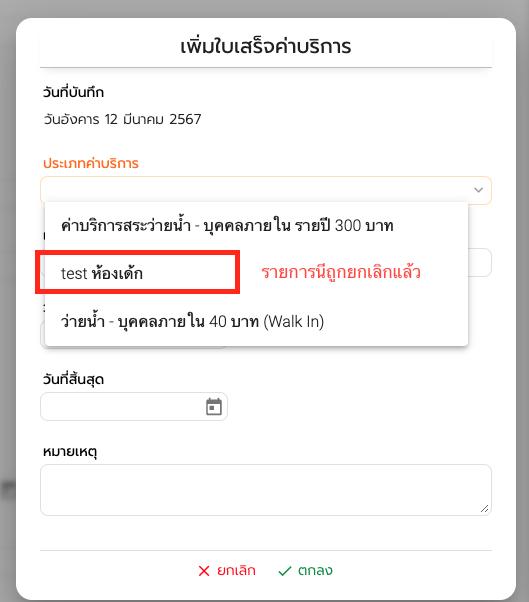 เพิ่มใบเสร็จค่าบริการ
วันที่บันทึก
วันอังคาร 12 มีนาคม 2567
ประเภทค่าบริการ
ค่าบริการสระว่ายน้ำ - บุคคลภายใน รายปี 300 บาท
test ห้องเด้ก
รายการนีถูกยกเลิกแล้ว
ว่ายน้ำ - บุคคลภายใน 40 บาท (Walk In)
วันที่สิ้นสุด
หมายเหตุ
ยกเลิก ตกลง